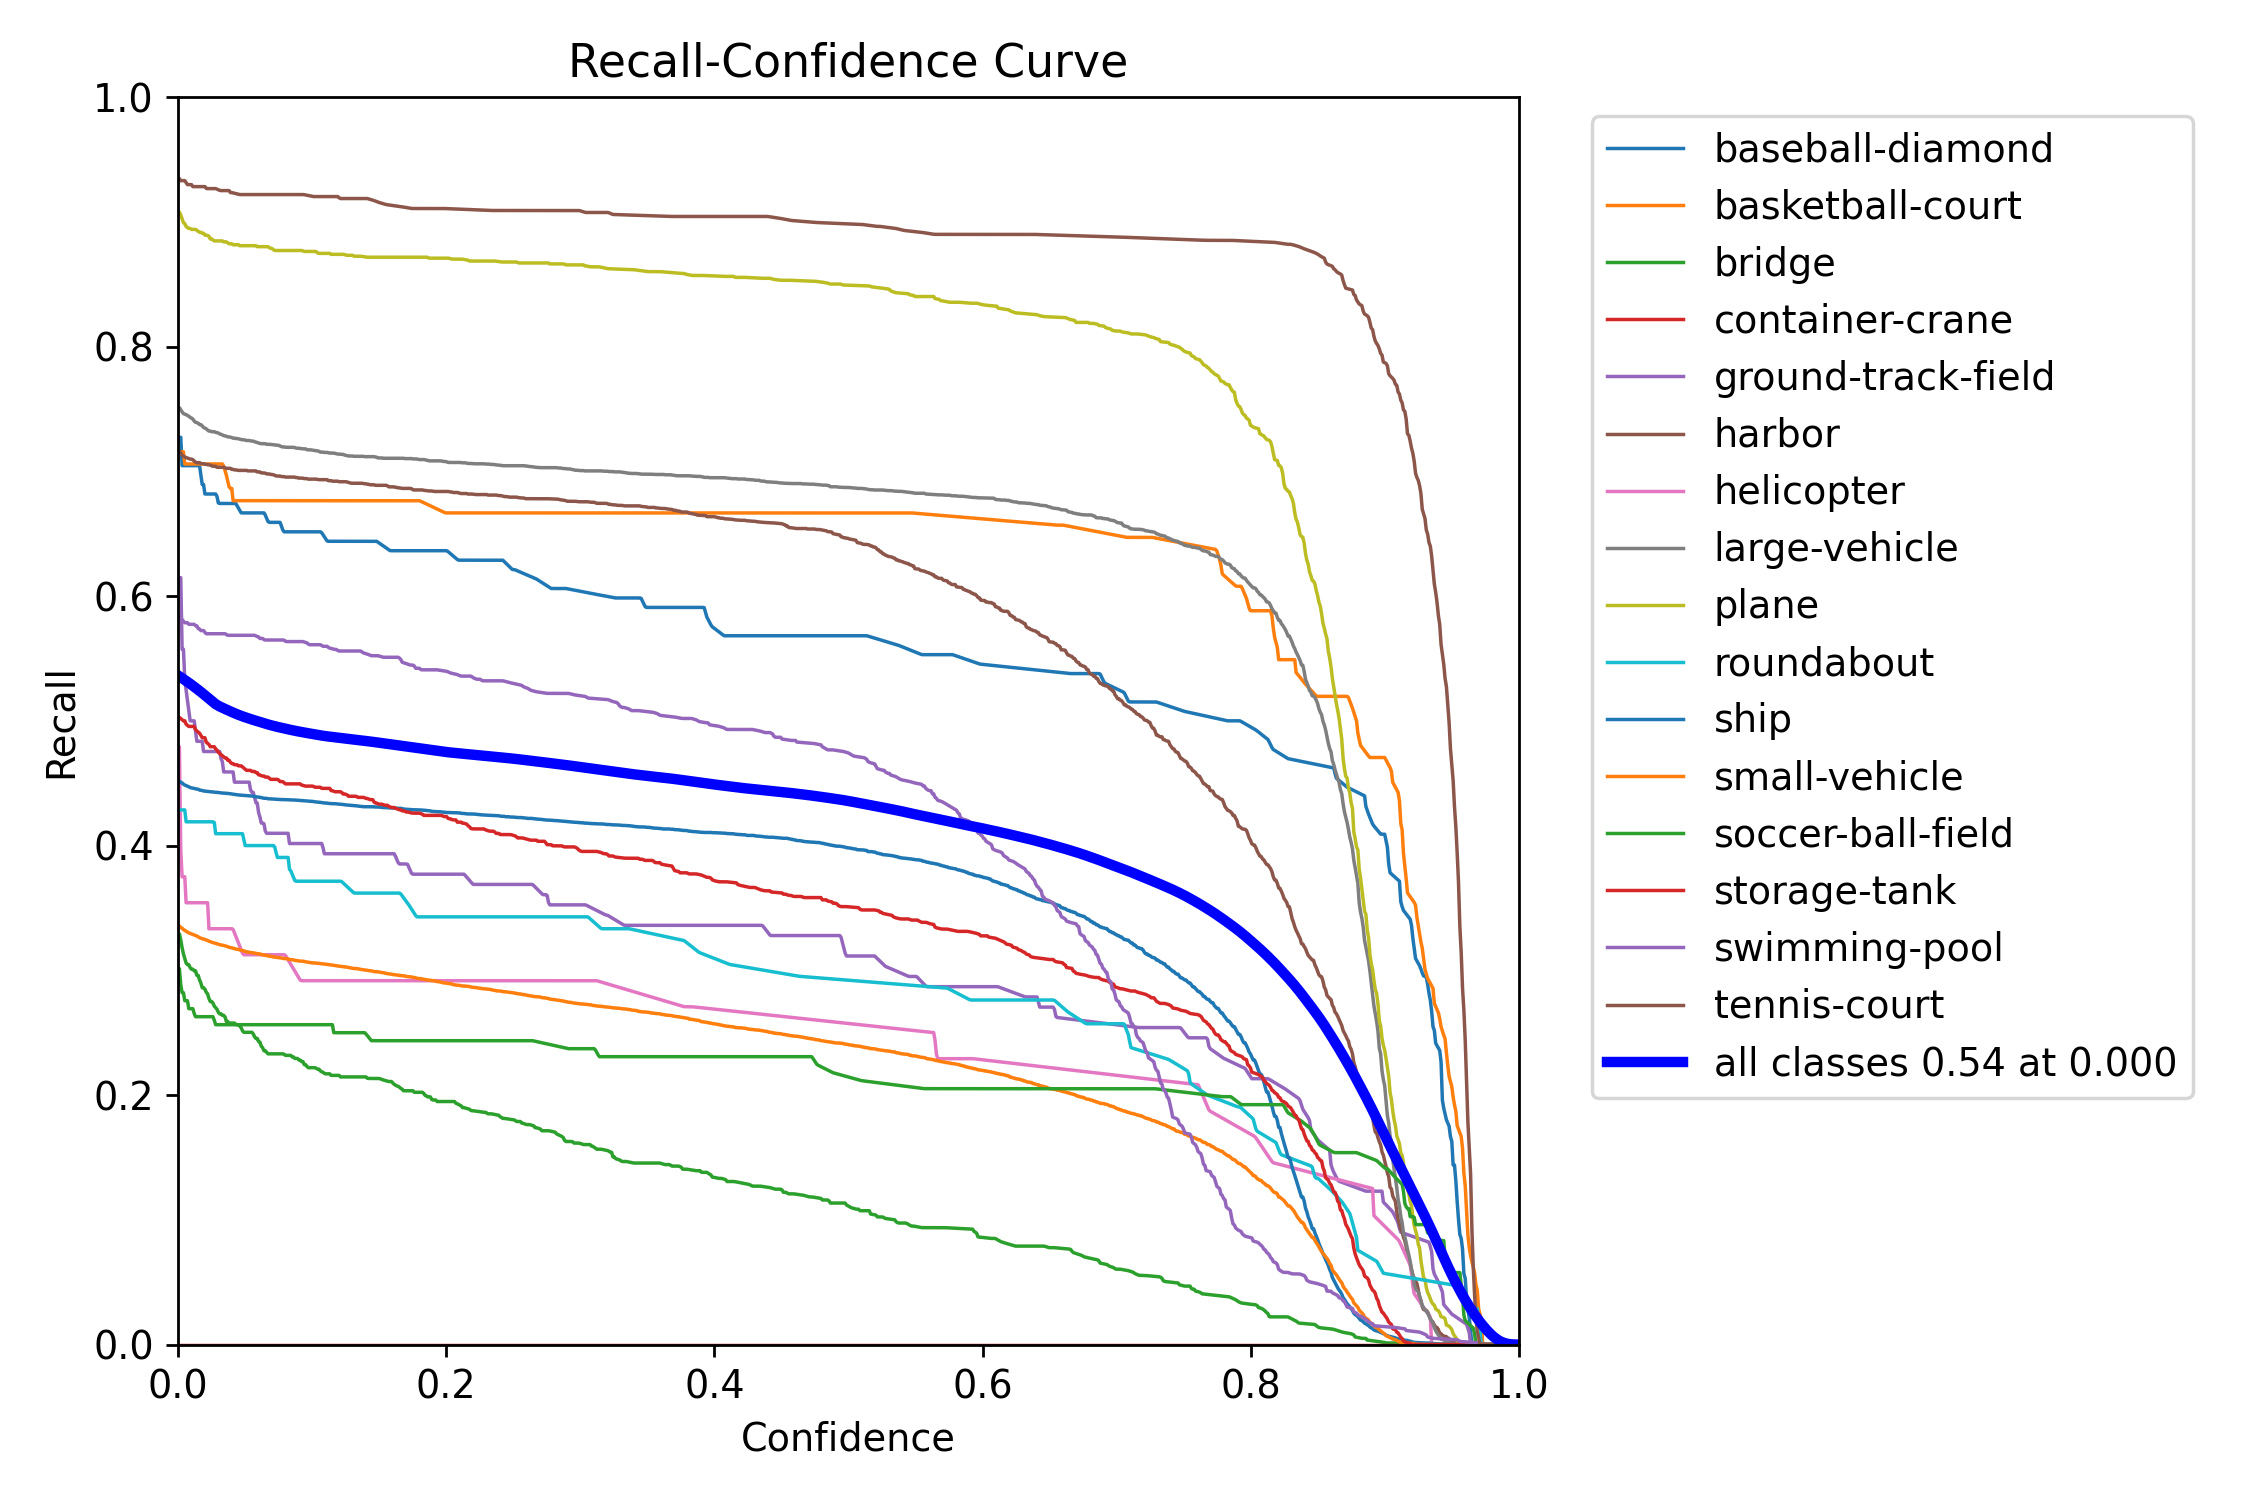 Recall-Confidence Curve
1.0
0.8
0.6
0.4
0.2
0.0
Recall
0.0 0.2 0.4 0.6 0.8 1.0
Confidence
baseball-diamond
basketball-court
bridge
container-crane
ground-track-field
harbor
helicopter
large-vehicle
plane
roundabout
ship
small-vehicle
soccer-ball-field
storage-tank
swimming-pool
tennis-court
all classes 0.54 at 0.000